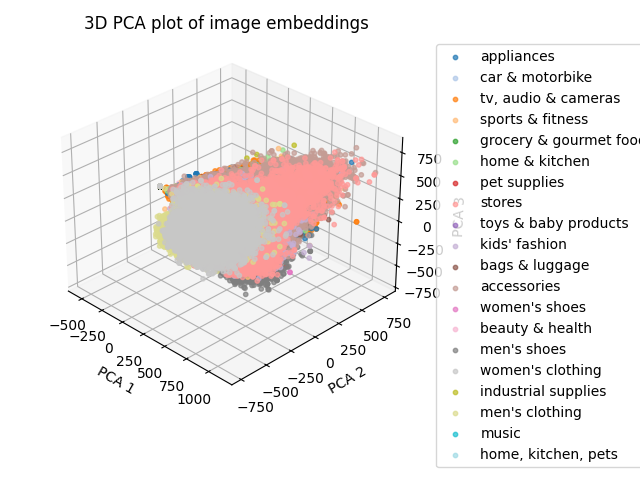 3D PCA plot of image embeddings
appliances
car & motorbike
tv, audio & cameras
sports & fitness
grocery & gourmet foo
home & kitchen
pet supplies
stores
toys & baby products
kids' fashion
bags & luggage
accessories
women's shoes
beauty & health
men's shoes
women's clothing
industrial supplies
men's clothing
music
home, kitchen, pets
750
500
250
0
−250
−500
−750
PCA 3
−500
−250
0
250
500
750
1000
PCA 1
−750
−500
−250
0
250
500
750
PCA 2